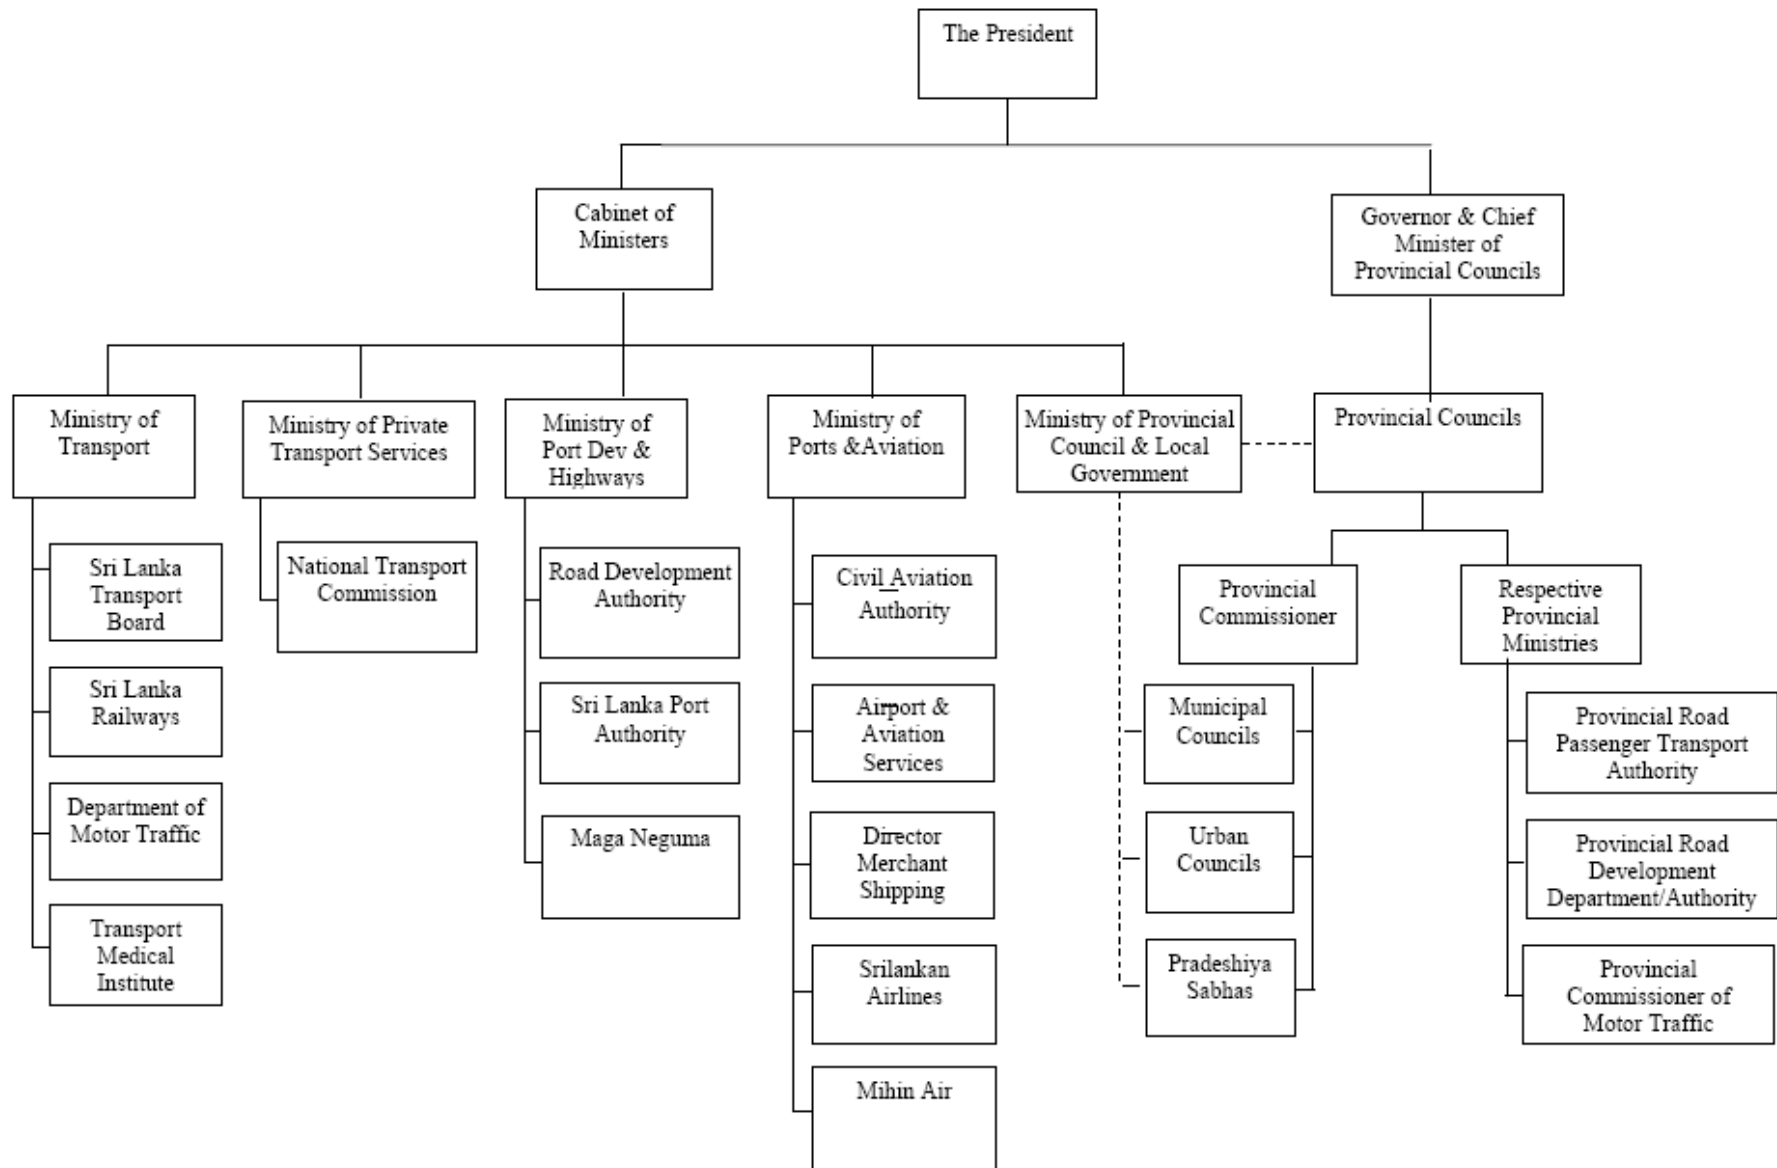 The President
Cabinet of
Ministers
Governor & Chief
Minister of
Provincial Councils
Ministry of
Transport
Ministry of Private
Transport Services
Ministry of
Port Dev &
Highways
Ministry of
Ports &Aviation
Ministry of Provincial
Council & Local
Government
Provincial Councils
Sri Lanka
Transport
Board
Sri Lanka
Railways
Department of
Motor Traffic
Transport
Medical
Institute
National Transport
Commission
Road Development
Authority
Sri Lanka Port
Authority
Maga Neguma
Civil Aviation
Authority
Airport &
Aviation
Services
Director
Merchant
Shipping
Srilankan
Airlines
Mihin Air
Provincial
Commissioner
Municipal
Councils
Urban
Councils
Pradeshiya
Sabhas
Respective
Provincial
Ministries
Provincial Road
Passenger Transport
Authority
Provincial Road
Development
Department/Authority
Provincial
Commissioner of
Motor Traffic